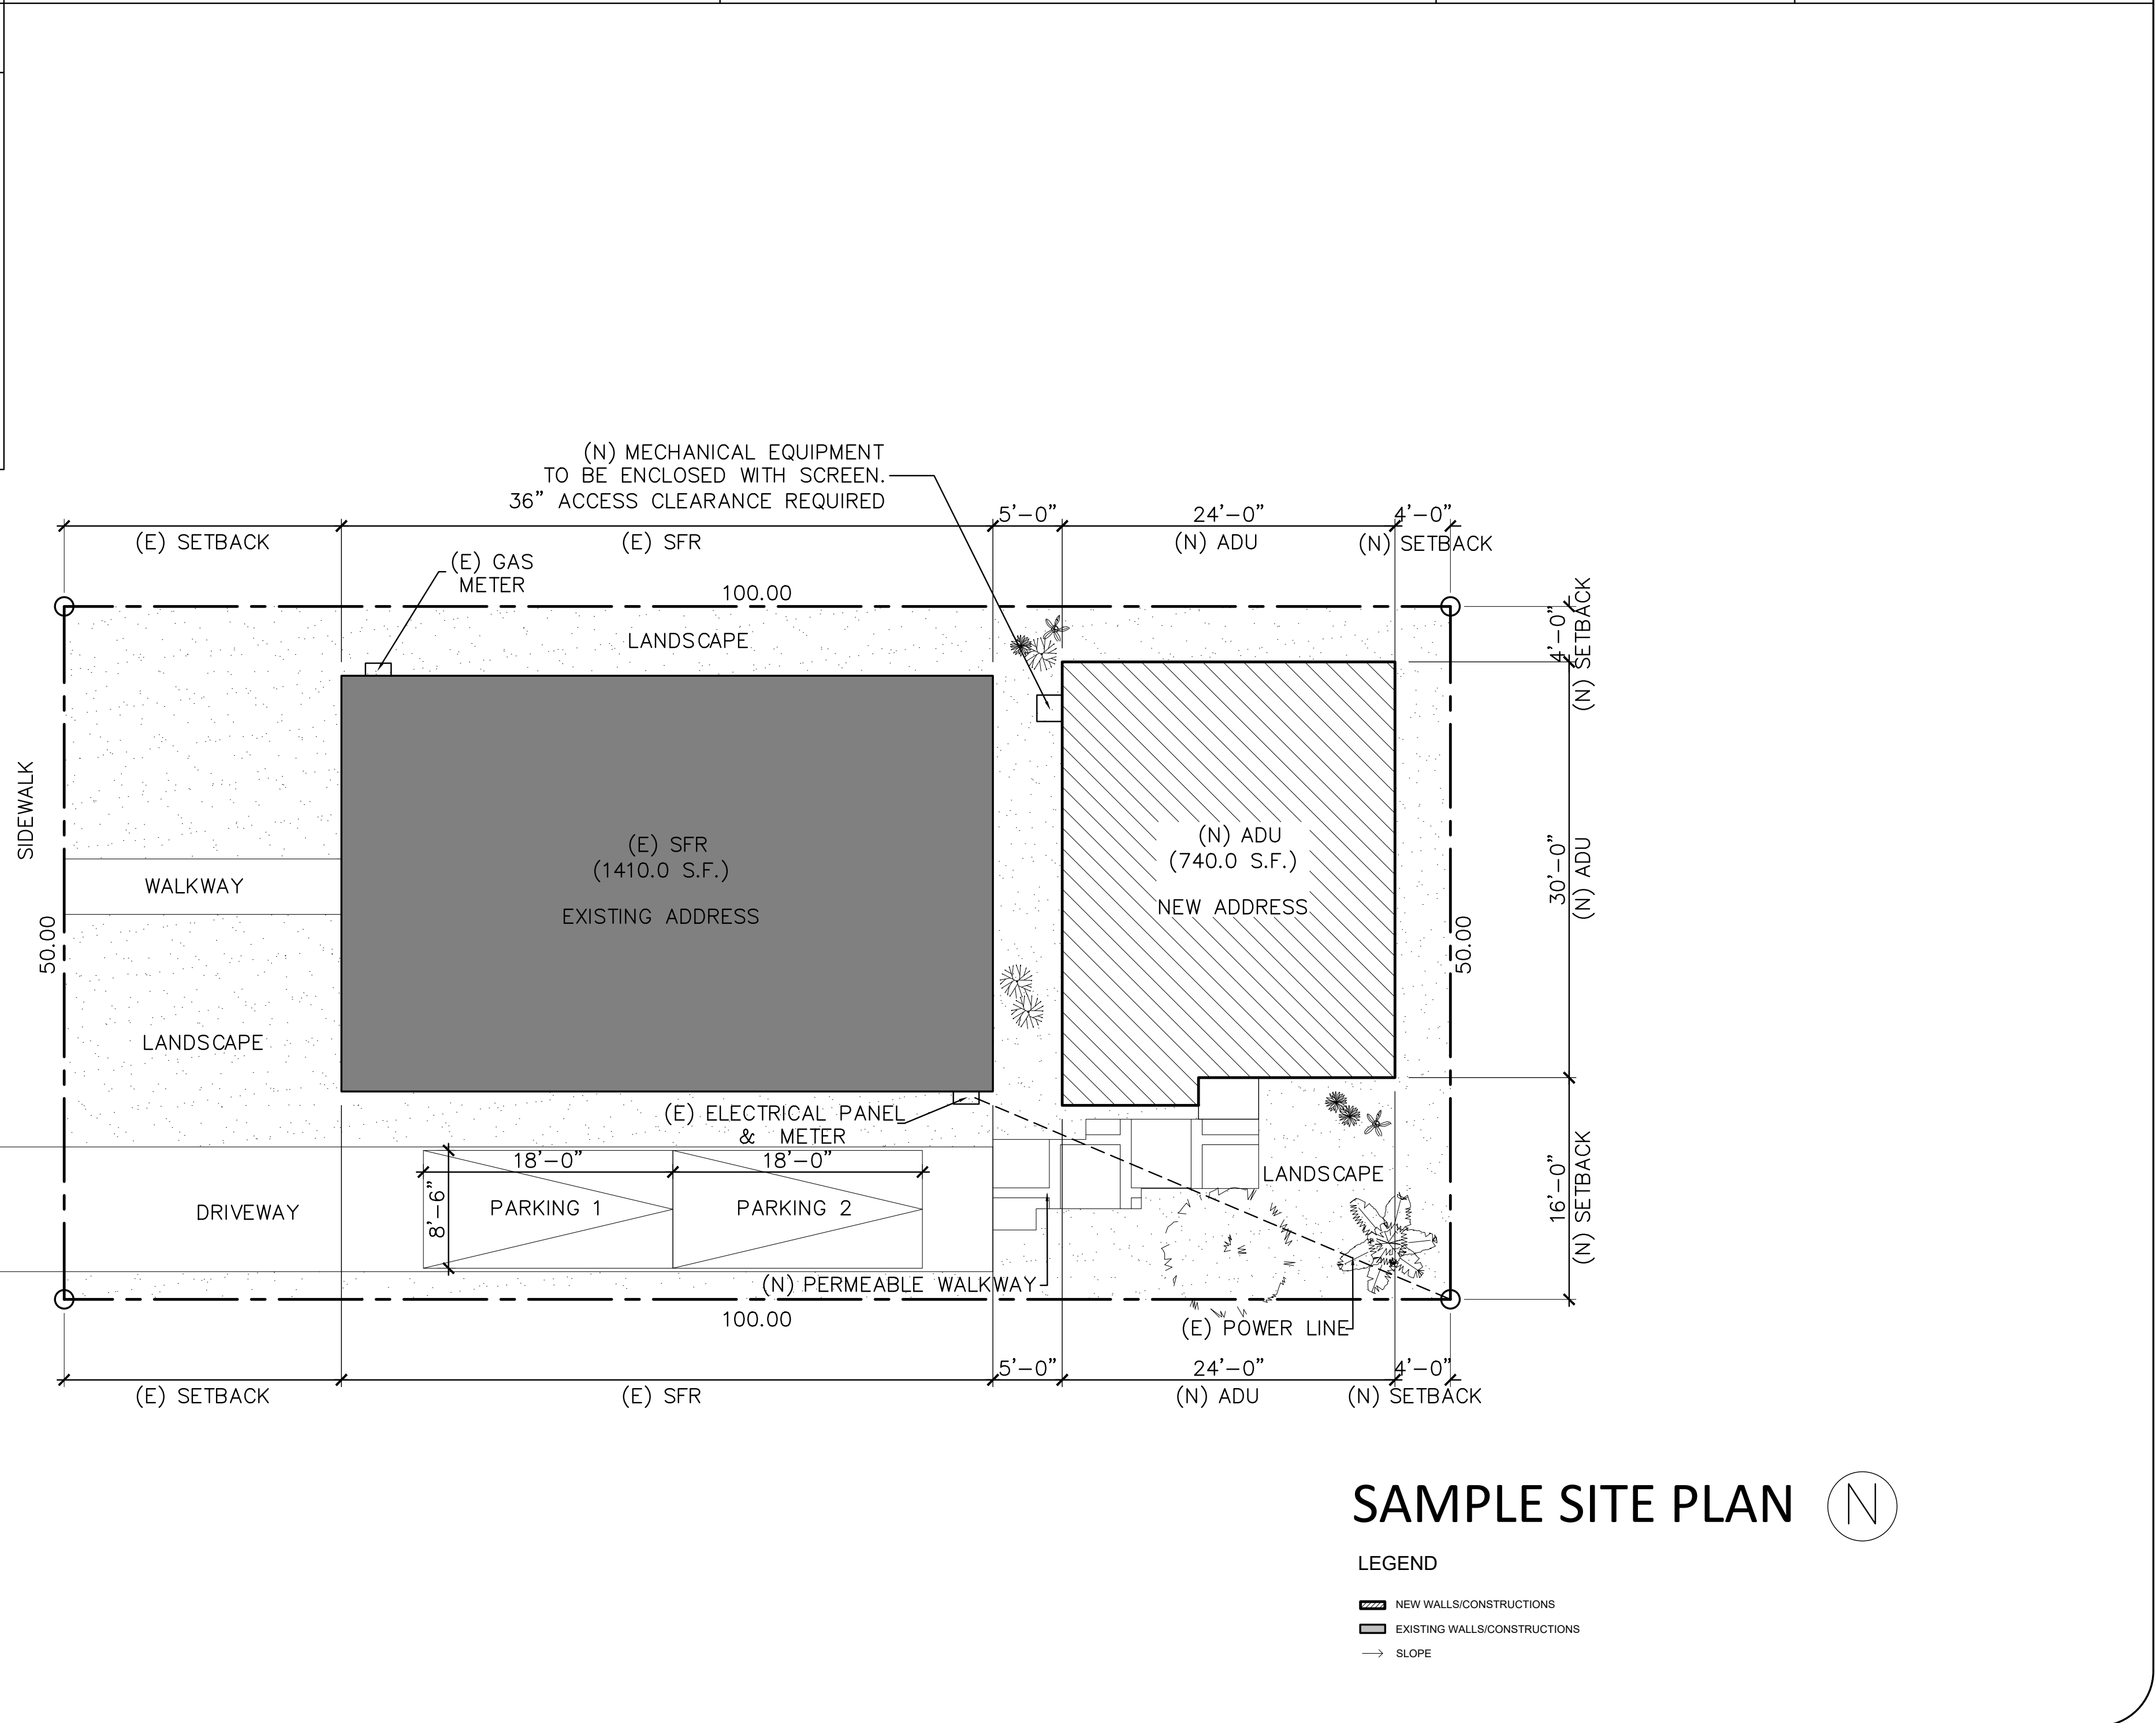 (N) MECHANICAL EQUIPMENT
TO BE ENCLOSED WITH SCREEN.
36” ACCESS CLEARANCE REQUIRED
5’-0”
24’-0”
4’-0”
(E) SETBACK
(E) SFR
(N) ADU
(N) SETBACK
(E) GAS
METER
100.00
LANDSCAPE
4’-0”
(N) SETBACK
SIDEWALK
(E) SFR
(1410.0 S.F.)
EXISTING ADDRESS
(N) ADU
(740.0 S.F.)
NEW ADDRESS
30’-0”
(N) ADU
WALKWAY
50.00
50.00
LANDSCAPE
(E) ELECTRICAL PANEL
& METER
18’-0”
18’-0”
8’-6”
DRIVEWAY
PARKING 1
PARKING 2
LANDSCAPE
16’-0”
(N) SETBACK
(N) PERMEABLE WALKWAY
100.00
(E) POWER LINE
5’-0”
24’-0”
4’-0”
(E) SETBACK
(E) SFR
(N) ADU
(N) SETBACK
SAMPLE SITE PLAN
N
LEGEND
NEW WALLS/CONSTRUCTIONS
EXISTING WALLS/CONSTRUCTIONS
SLOPE